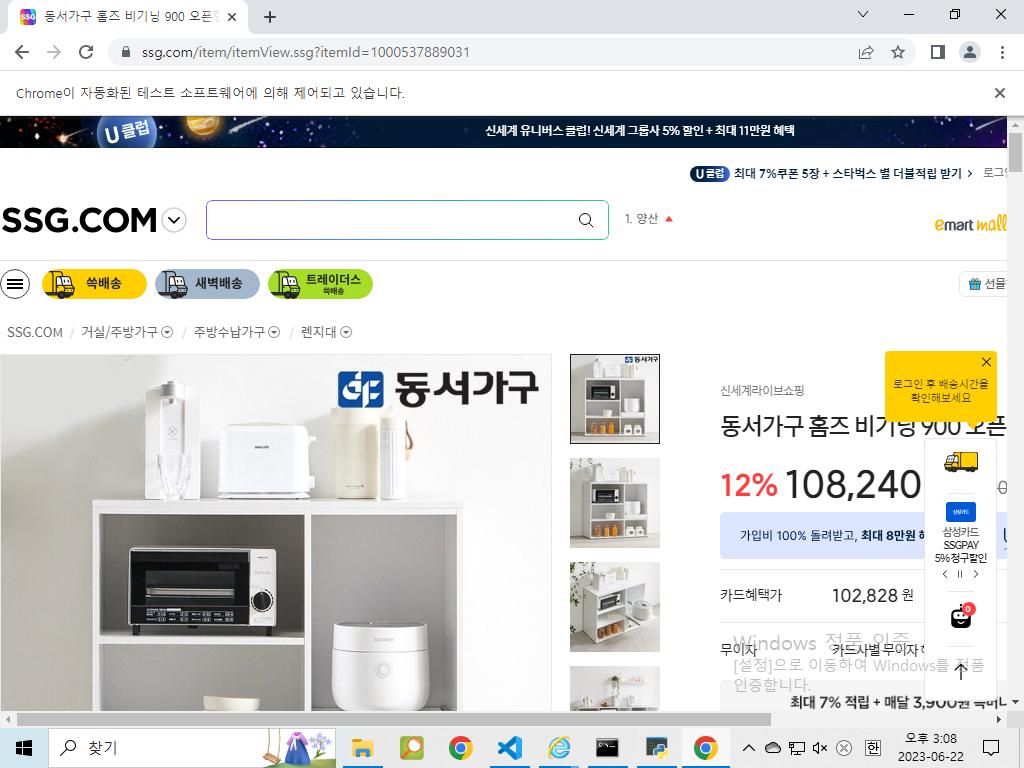 동서가구 홈즈 비기닝 900 오픈렌
ssg.com/item/itemView.ssg?itemId=1000537889031
Chrome이 자동화된 테스트 소프트웨어에 의해 제어되고 있습니다.
U 클럽
신세계 유니버스 클럽! 신세계 그룹사 5% 할인 + 최대 11만원 혜택
U 클럽 최대 7%쿠폰 5장 + 스타벅스 별 더블적립 받기 로그인
SSG.COM
1. 양산
emart mall
쓱배송
새벽배송
트레이더스
쓱배송
선물
SSG.COM / 거실/주방가구 / 주방수납가구 / 렌지대
동서가구
동서가구
신세계라이브쇼핑
로그인 후 배송시간을
확인해보세요
동서가구 홈즈 비기닝 900 오픈
12% 108,240
삼성카드
가입비 100% 돌려받고, 최대 8만원 혜
삼성카드
SSGPAY
5% 청구할인
카드혜택가 102,828 원
0
무이자 카드사별 무이자
Windows 정품 인증
[설정]으로 이동하여 Windows를 정품
인증합니다.
최대 7% 적립 + 매달 3,900원
찾기
오후 3:08
한
2023-06-22